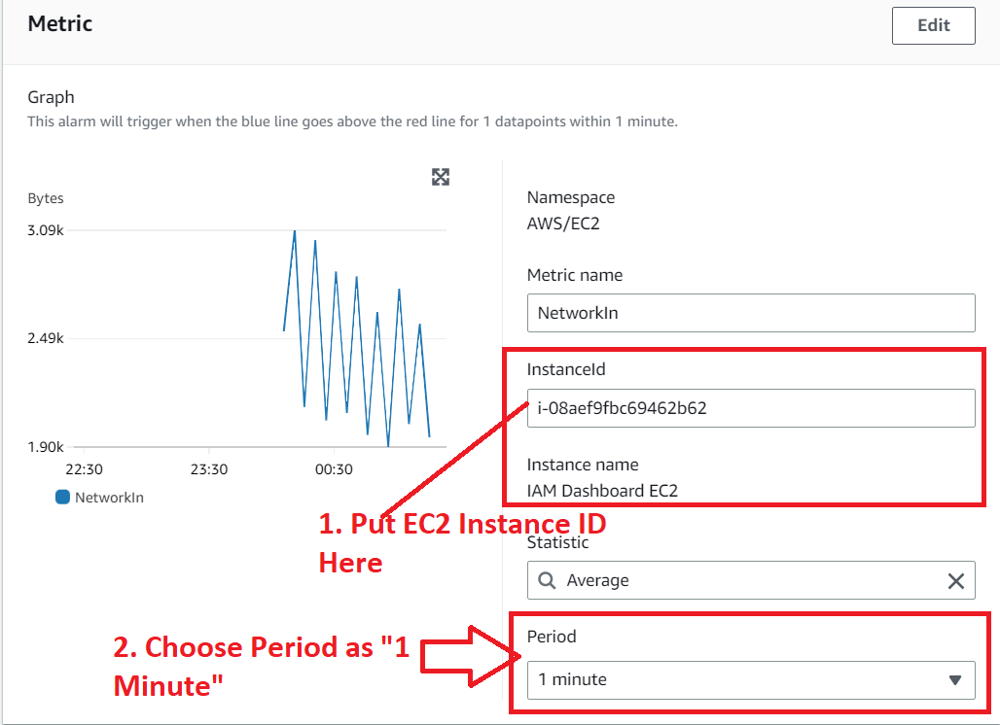 Metric
Edit
Graph
This alarm will trigger when the blue line goes above the red line for 1 datapoints within 1 minute.
Bytes
3.09k
2.49k
1.90k
22:30 23:30 00:30
NetworkIn
Namespace
AWS/EC2
Metric name
NetworkIn
InstanceId
i-08aef9fbc69462b62
Instance name
IAM Dashboard EC2
1. Put EC2 Instance ID
Here
Statistic
Average
2. Choose Period as "1
Minute"
Period
1 minute